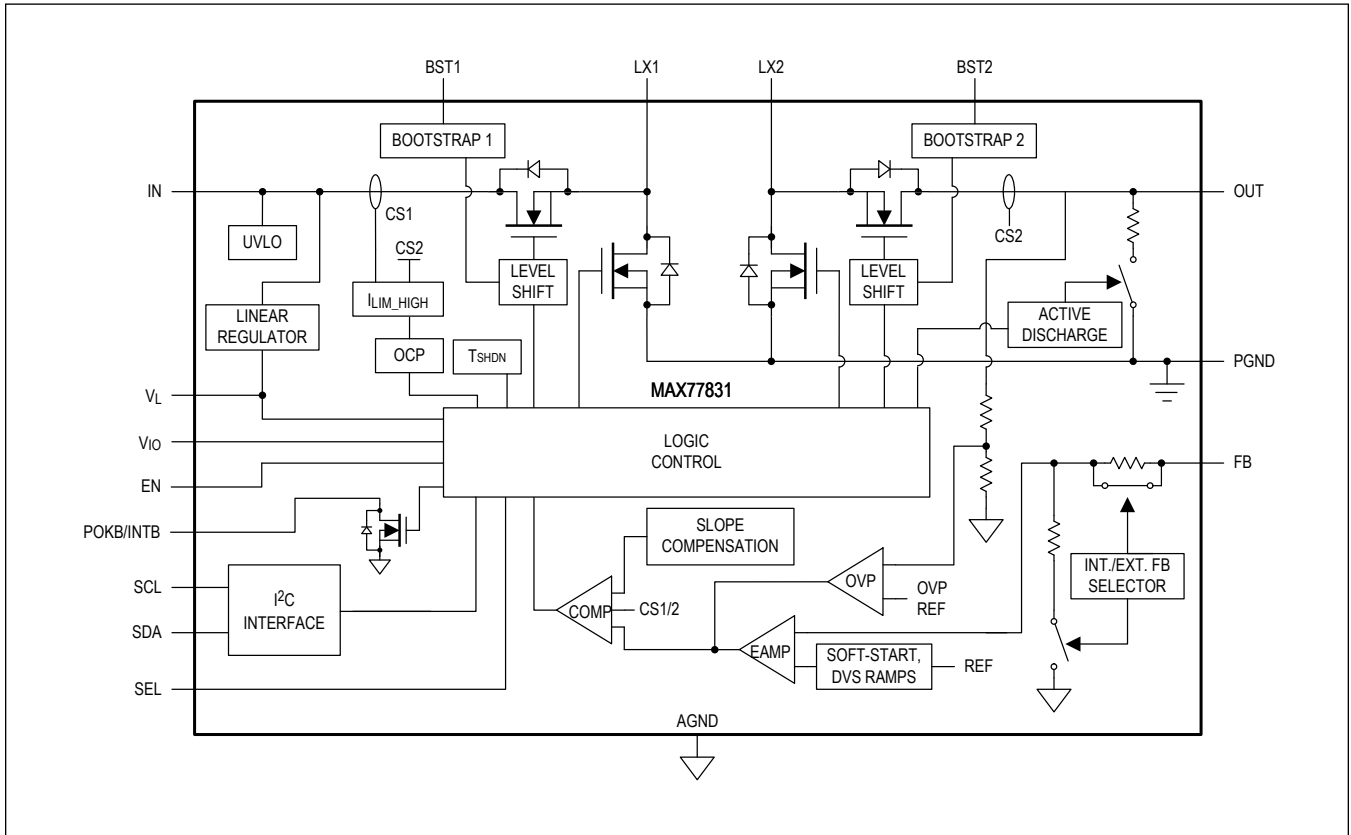 BST1
LX1
LX2
BST2
BOOTSTRAP 1
BOOTSTRAP 2
IN
OUT
CS1
CS2
UVLO
CS2
LEVEL
SHIFT
LEVEL
SHIFT
ILIM_HIGH
LINEAR
REGULATOR
ACTIVE
DISCHARGE
OCP
TSHDN
PGND
MAX77831
VL
LOGIC
CONTROL
VIO
FB
EN
POKB/INTB
SLOPE
COMPENSATION
INT./EXT. FB
SELECTOR
OVP
OVP
REF
SCL
I2C
INTERFACE
COMP
CS1/2
SDA
EAMP
SOFT-START,
DVS RAMPS
REF
SEL
AGND